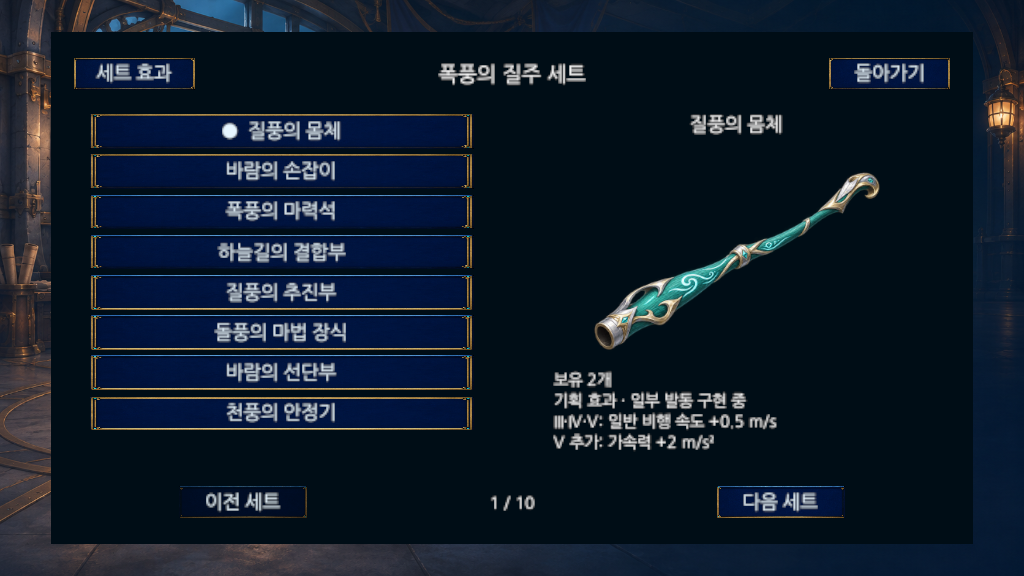 세트 효과
폭풍의 질주 세트
돌아가기
질풍의 몸체
바람의 손잡이
폭풍의 마력석
하늘길의 결합부
질풍의 추진부
돌풍의 마법 장식
바람의 선단부
천풍의 안정기
질풍의 몸체
보유 2개
기획 효과 · 일부 발동 구현 중
Ⅲ·Ⅳ·Ⅴ: 일반 비행 속도 +0.5 m/s
Ⅴ 추가: 가속력 +2 m/s²
이전 세트
1 / 10
다음 세트